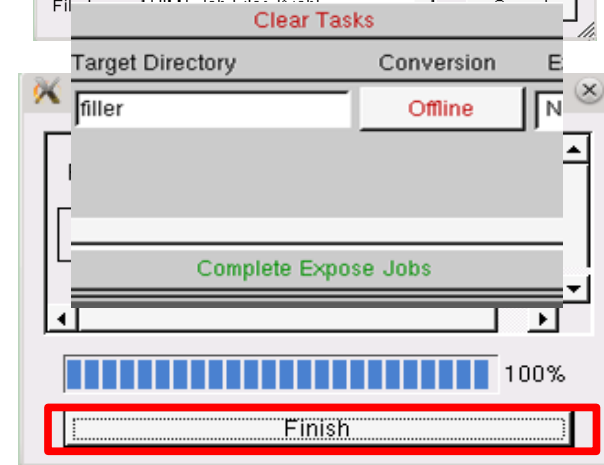 Clear Tasks
Target Directory Conversion
filler Offline N
Complete Expose Jobs
100%
Finish